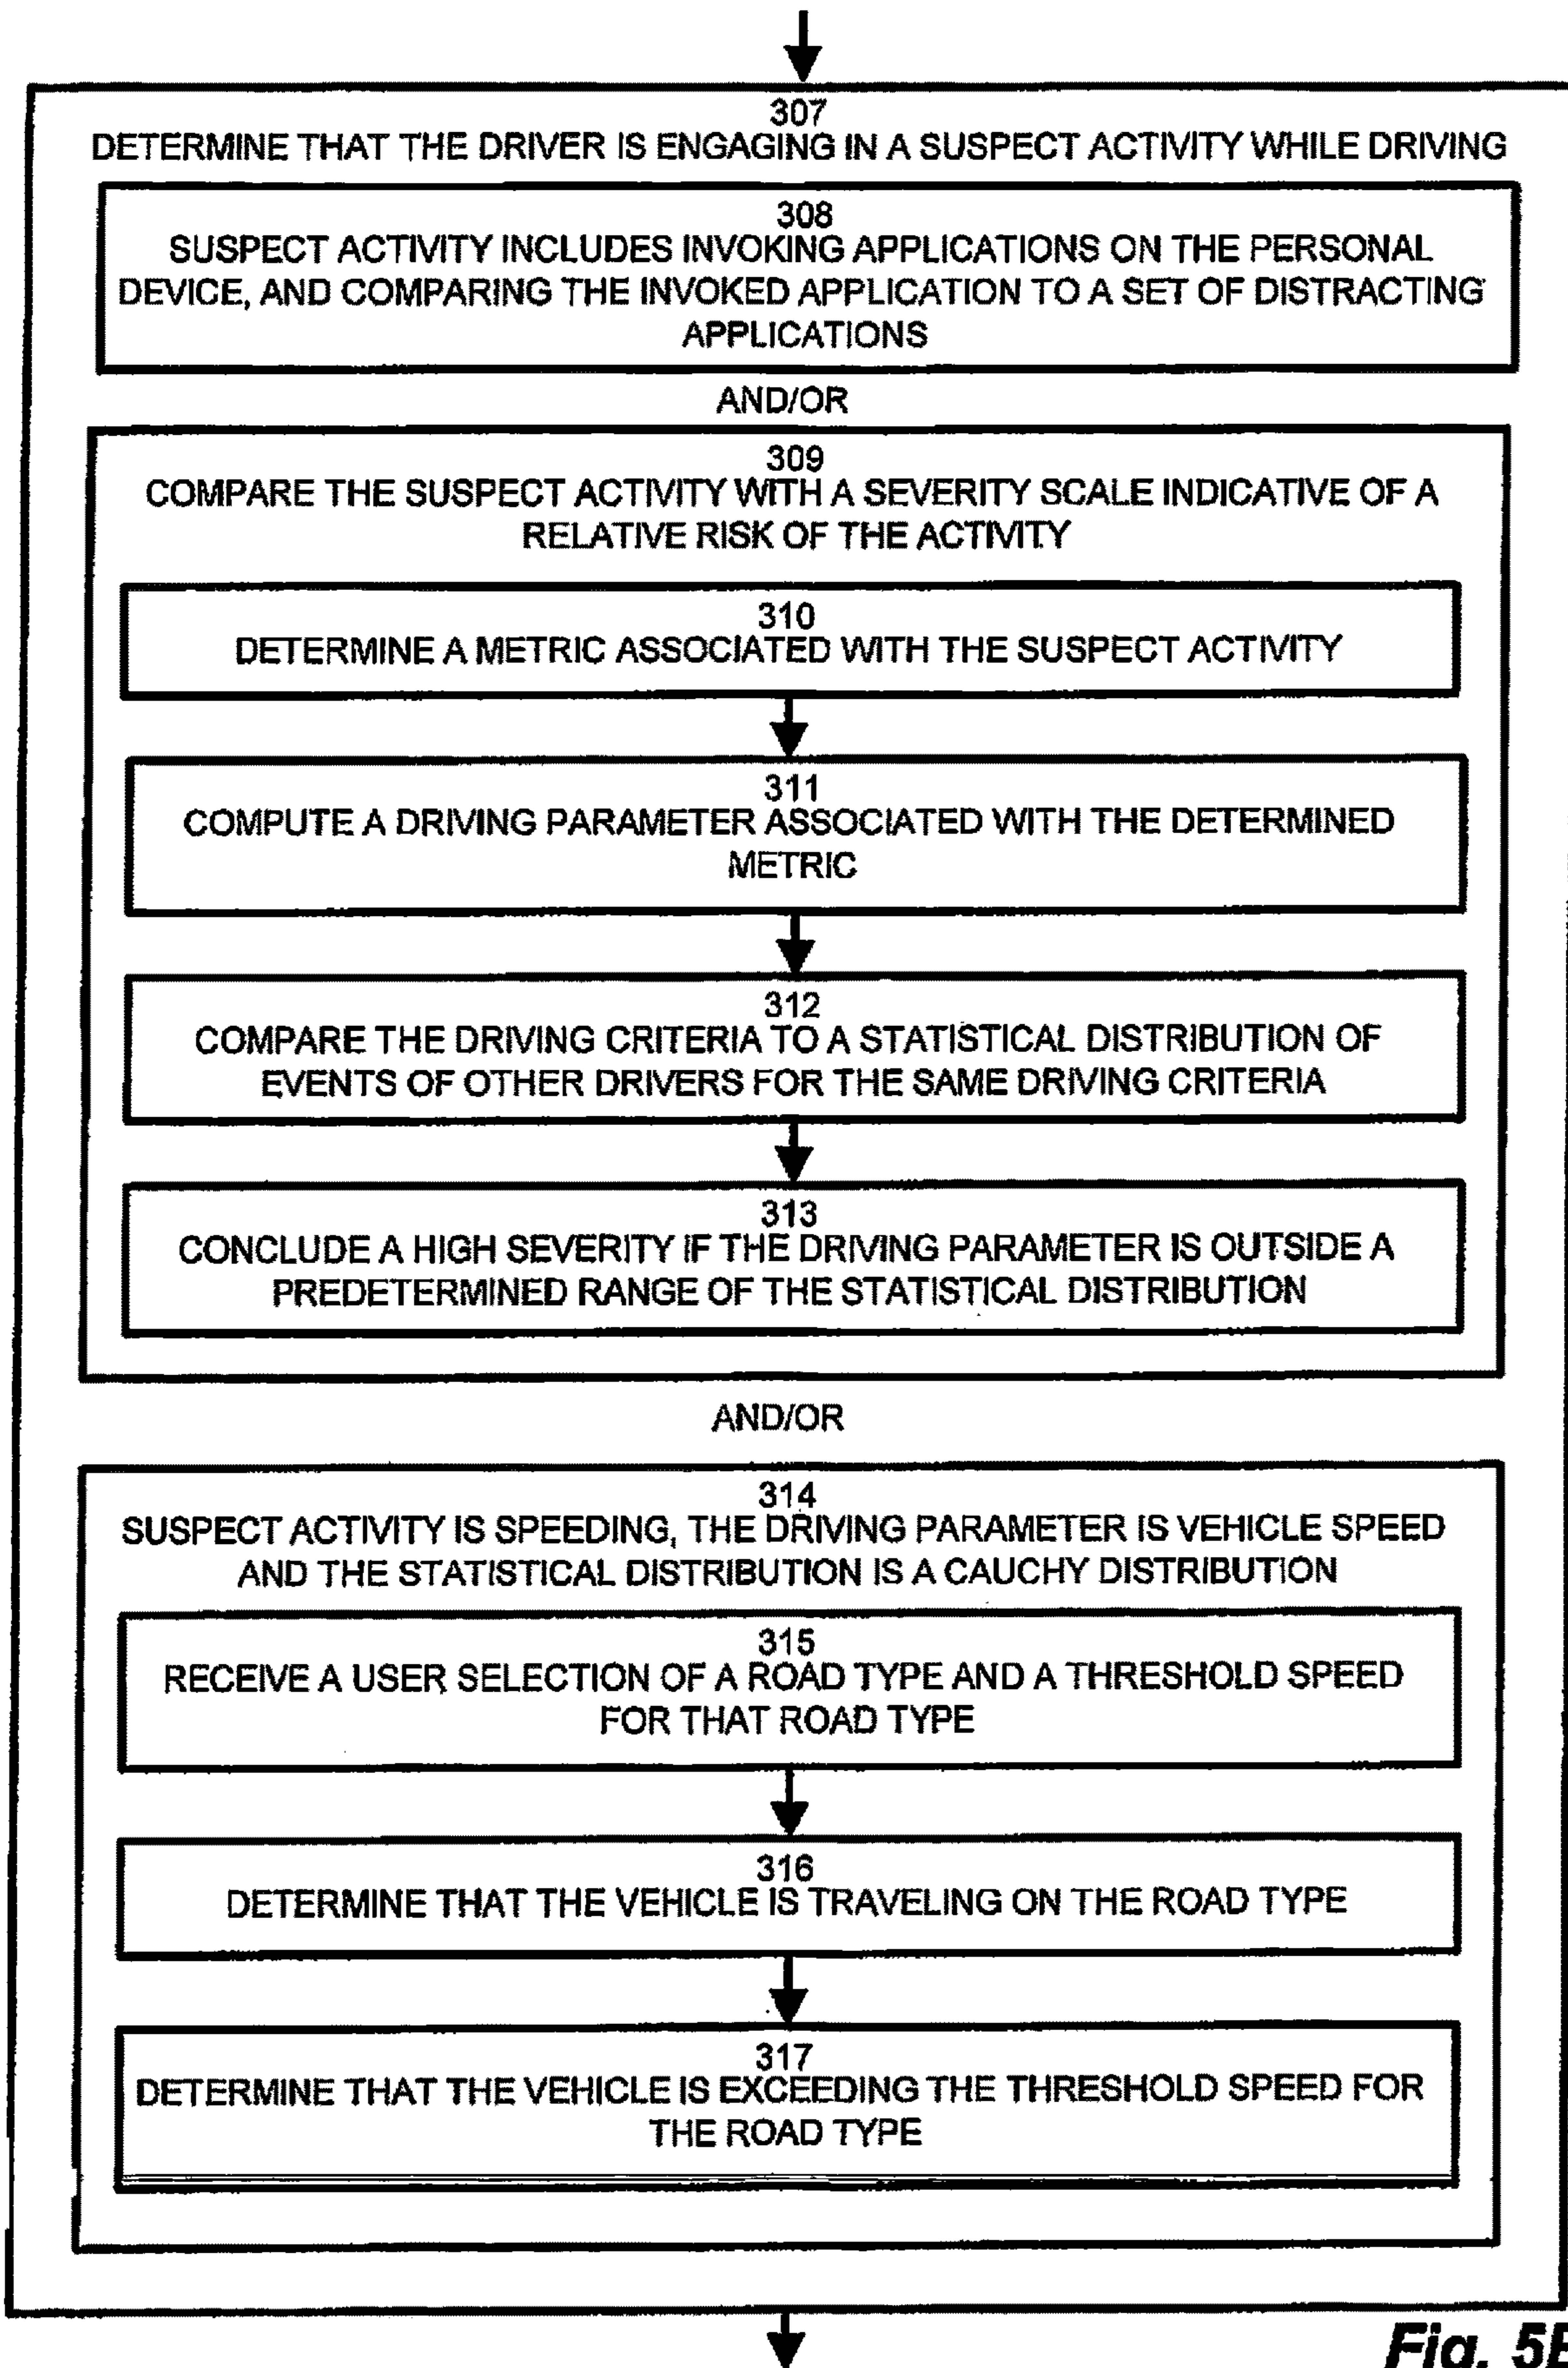 307
DETERMINE THAT THE DRIVER IS ENGAGING IN A SUSPECT ACTIVITY WHILE DRIVING
308
SUSPECT ACTIVITY INCLUDES INVOKING APPLICATIONS ON THE PERSONAL
DEVICE, AND COMPARING THE INVOKED APPLICATION TO A SET OF DISTRACTING
APPLICATIONS
AND/OR
309
COMPARE THE SUSPECT ACTIVITY WITH A SEVERITY SCALE INDICATIVE OF A
RELATIVE RISK OF THE ACTIVITY
310
DETERMINE A METRIC ASSOCIATED WITH THE SUSPECT ACTIVITY
311
COMPUTE A DRIVING PARAMETER ASSOCIATED WITH THE DETERMINED
METRIC
312
COMPARE THE DRIVING CRITERIA TO A STATISTICAL DISTRIBUTION OF
EVENTS OF OTHER DRIVERS FOR THE SAME DRIVING CRITERIA
313
CONCLUDE A HIGH SEVERITY IF THE DRIVING PARAMETER IS OUTSIDE A
PREDETERMINED RANGE OF THE STATISTICAL DISTRIBUTION
AND/OR
314
SUSPECT ACTIVITY IS SPEEDING, THE DRIVING PARAMETER IS VEHICLE SPEED
AND THE STATISTICAL DISTRIBUTION IS A CAUCHY DISTRIBUTION
315
RECEIVE A USER SELECTION OF A ROAD TYPE AND A THRESHOLD SPEED
FOR THAT ROAD TYPE
316
DETERMINE THAT THE VEHICLE IS TRAVELING ON THE ROAD TYPE
317
DETERMINE THAT THE VEHICLE IS EXCEEDING THE THRESHOLD SPEED FOR
THE ROAD TYPE
Fig.